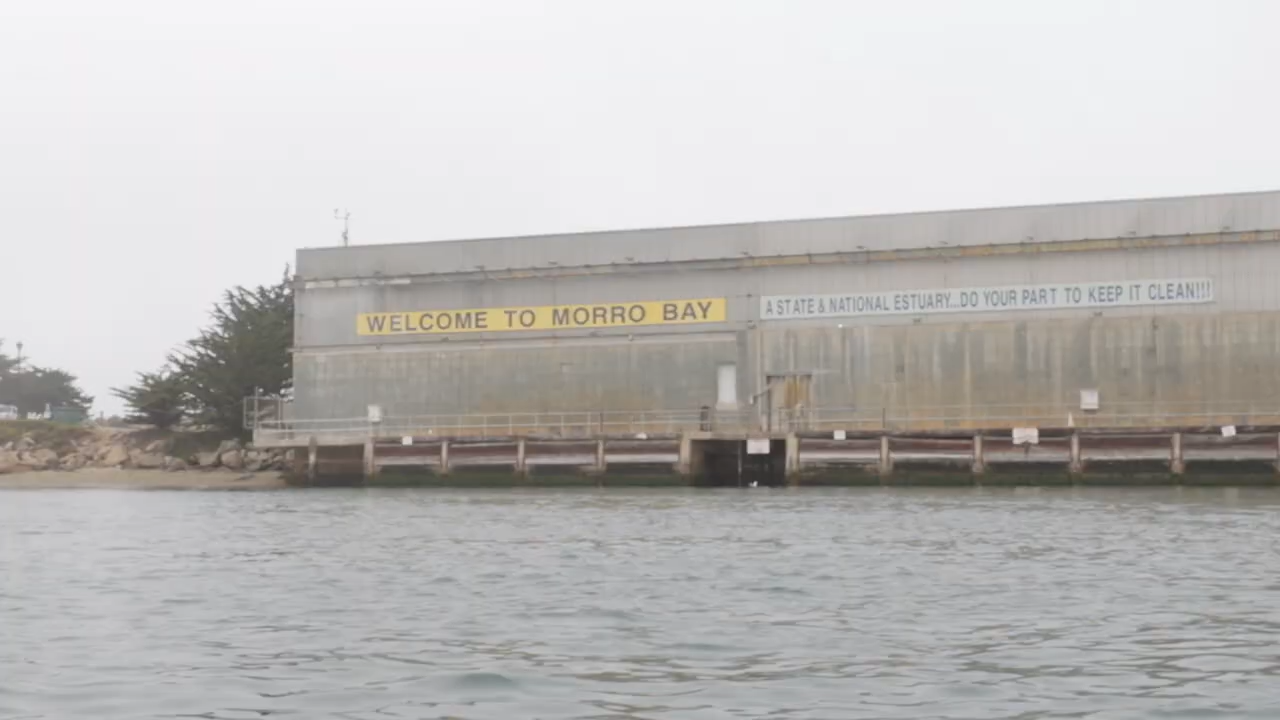 WELCOME TO MORRO BAY
A STATE & NATIONAL ESTUARY...DO YOUR PART TO KEEP IT CLEAN!!!